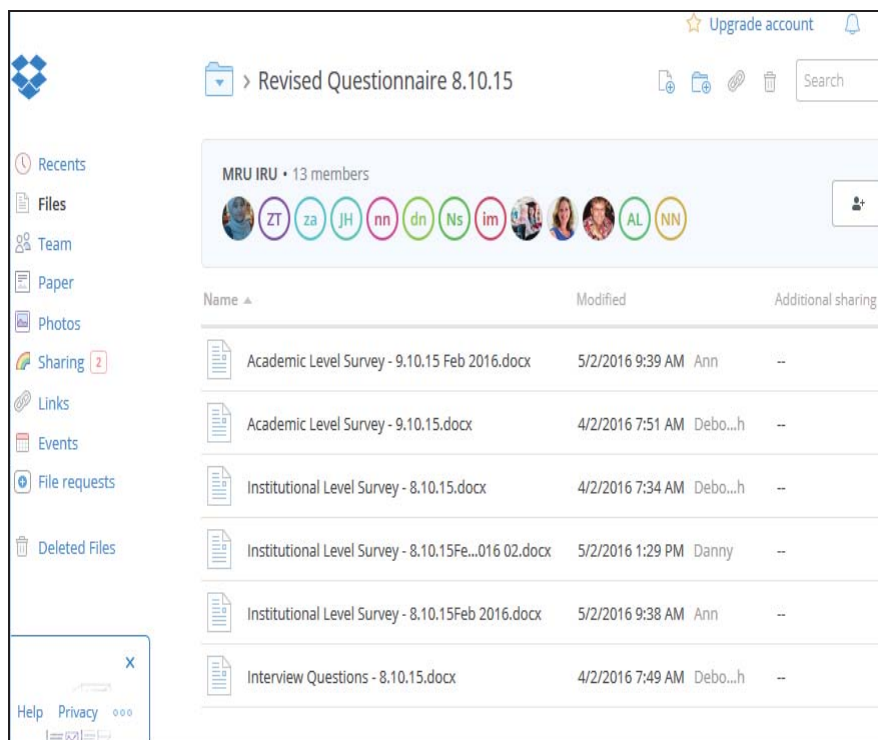 Upgrade account
› Revised Questionnaire 8.10.15
Search
Recents
Files
Team
Paper
Photos
Sharing 2
Links
Events
File requests
Deleted Files
MRU IRU • 13 members
ZT za JH nn dn Ns im AL NN
Name Modified Additional sharing
Academic Level Survey - 9.10.15 Feb 2016.docx 5/2/2016 9:39 AM Ann --
Academic Level Survey - 9.10.15.docx 4/2/2016 7:51 AM Debo...h --
Institutional Level Survey - 8.10.15.docx 4/2/2016 7:34 AM Debo...h --
Institutional Level Survey - 8.10.15Fe...016 02.docx 5/2/2016 1:29 PM Danny --
Institutional Level Survey - 8.10.15Feb 2016.docx 5/2/2016 9:38 AM Ann --
Interview Questions - 8.10.15.docx 4/2/2016 7:49 AM Debo...h --
x
Help Privacy ooo